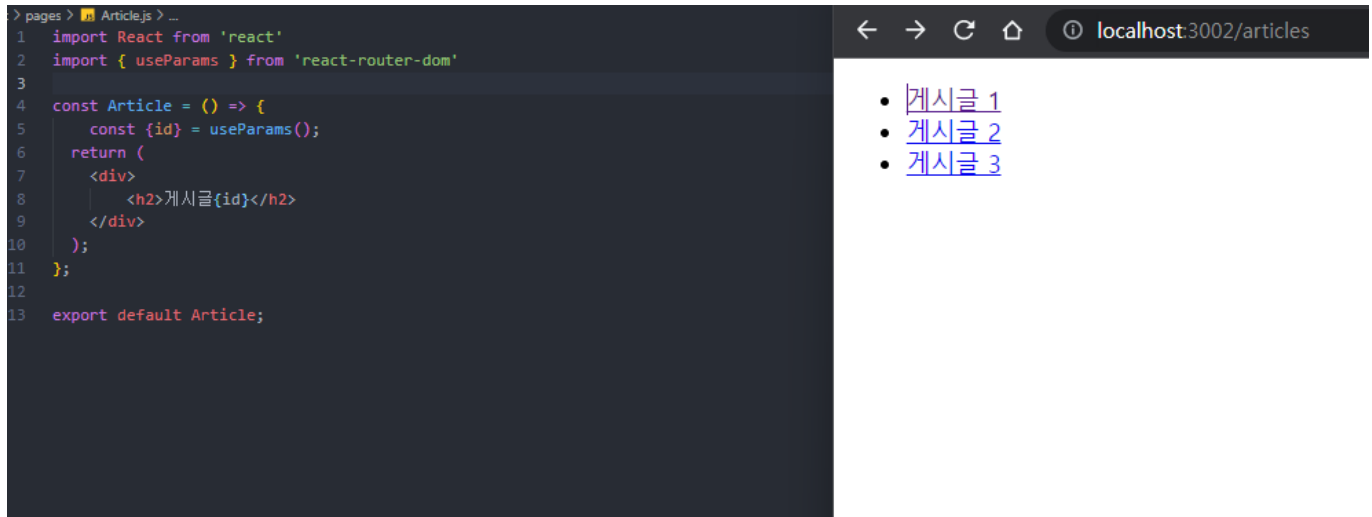 > pages > JS Article.js > ...
1 import React from 'react'
2 import { useParams } from 'react-router-dom'
3
4 const Article = () => {
5     const {id} = useParams();
6   return (
7     <div>
8         <h2>게시글{id}</h2>
9     </div>
10   );
11 };
12
13 export default Article;
localhost:3002/articles
• 게시글 1
• 게시글 2
• 게시글 3